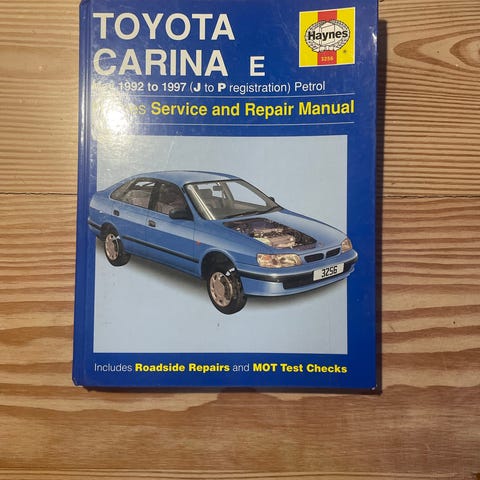 TOYOTA
CARINA E
Haynes
3256
1992 to 1997 (J to P registration) Petrol
Service and Repair Manual
3256
Includes Roadside Repairs and MOT Test Checks